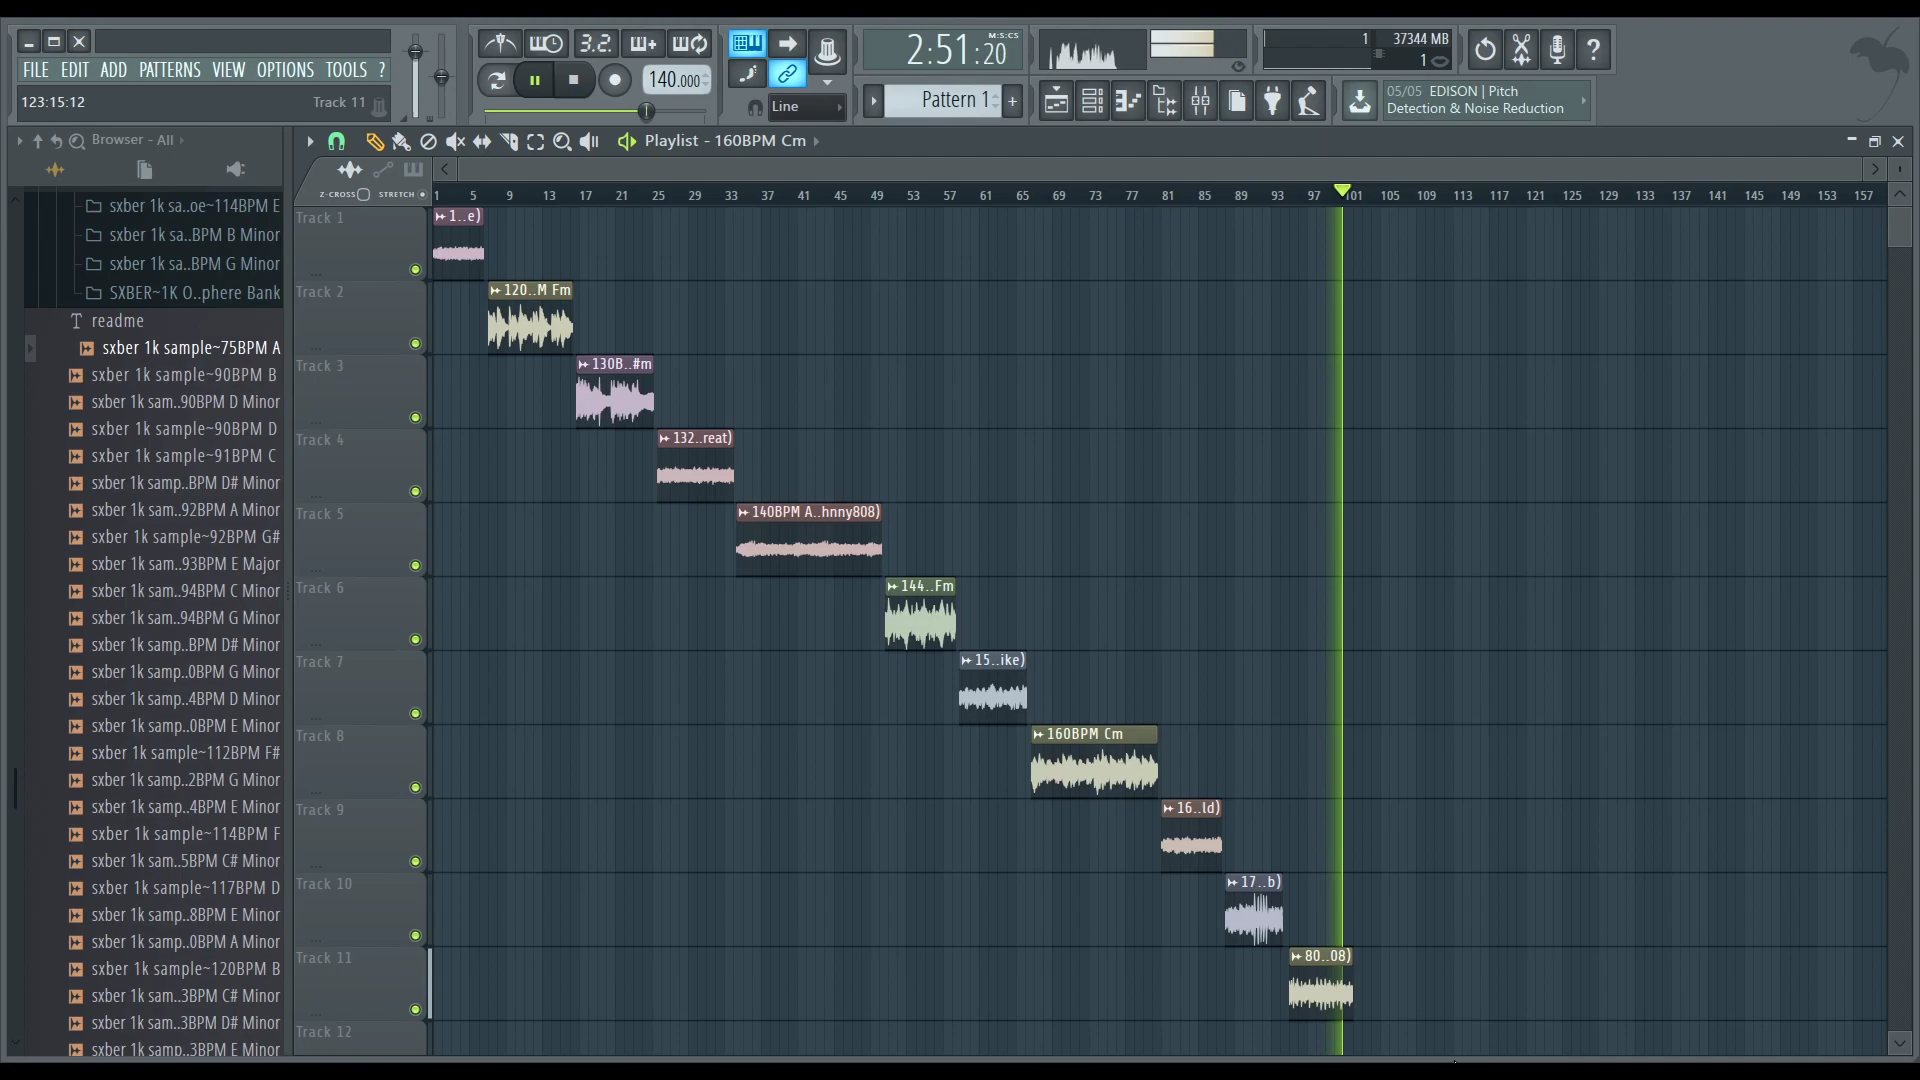 FILE EDIT ADD PATTERNS VIEW OPTIONS TOOLS ?
123:15:12 Track 11
3.2.
140.000
Line
2:51:20 M:S:CS
Pattern 1 +
1 37344 MB
1
?
05/05 EDISON | Pitch
Detection & Noise Reduction
Browser - All
Playlist - 160BPM Cm
Z-CROSS STRETCH
1 5 9 13 17 21 25 29 33 37 41 45 49 53 57 61 65 69 73 77 81 85 89 93 97 101 105 109 113 117 121 125 129 133 137 141 145 149 153 157
sxber 1k sa..oe~114BPM E
sxber 1k sa..BPM B Minor
sxber 1k sa..BPM G Minor
SXBER~1K O..phere Bank
readme
sxber 1k sample~75BPM A
sxber 1k sample~90BPM B
sxber 1k sam..90BPM D Minor
sxber 1k sample~90BPM D
sxber 1k sample~91BPM C
sxber 1k samp..BPM D# Minor
sxber 1k sam..92BPM A Minor
sxber 1k sample~92BPM G#
sxber 1k sam..93BPM E Major
sxber 1k sam..94BPM C Minor
sxber 1k sam..94BPM G Minor
sxber 1k samp..BPM D# Minor
sxber 1k samp..0BPM G Minor
sxber 1k samp..4BPM D Minor
sxber 1k samp..0BPM E Minor
sxber 1k sample~112BPM F#
sxber 1k samp..2BPM G Minor
sxber 1k samp..4BPM E Minor
sxber 1k sample~114BPM F
sxber 1k sam..5BPM C# Minor
sxber 1k sample~117BPM D
sxber 1k samp..8BPM E Minor
sxber 1k samp..0BPM A Minor
sxber 1k sample~120BPM B
sxber 1k sam..3BPM C# Minor
sxber 1k sam..3BPM D# Minor
sxber 1k samp..3BPM E Minor
Track 1
1..e)
Track 2
120..M Fm
Track 3
130B..#m
Track 4
132..reat)
Track 5
140BPM A..hnny808)
Track 6
144..Fm
Track 7
15..ike)
Track 8
160BPM Cm
Track 9
16..ld)
Track 10
17..b)
Track 11
80..08)
Track 12